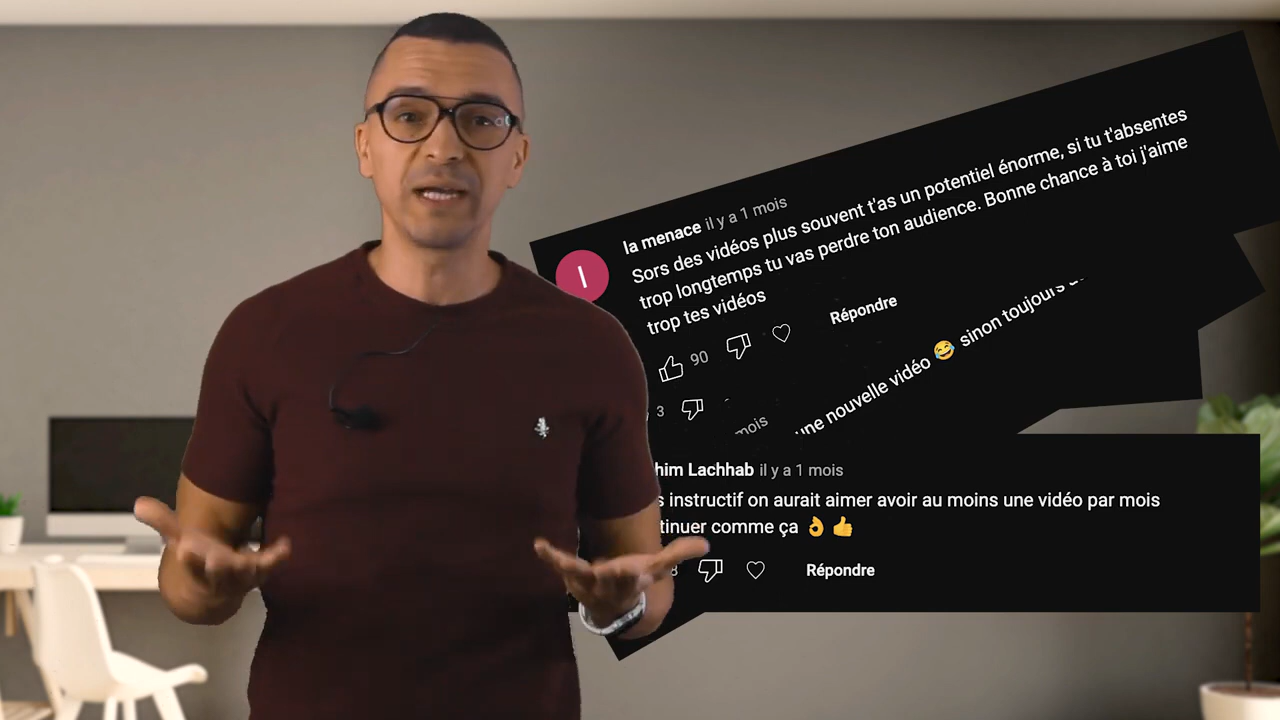 la menace il y a 1 mois
Sors des vidéos plus souvent t'as un potentiel énorme, si tu t'absentes
trop longtemps tu vas perdre ton audience. Bonne chance à toi j'aime
trop tes vidéos
90
Répondre
3
mois
une nouvelle vidéo 😂 sinon toujours
him Lachhab il y a 1 mois
s instructif on aurait aimer avoir au moins une vidéo par mois
tinuer comme ça 👌 👍
8
Répondre